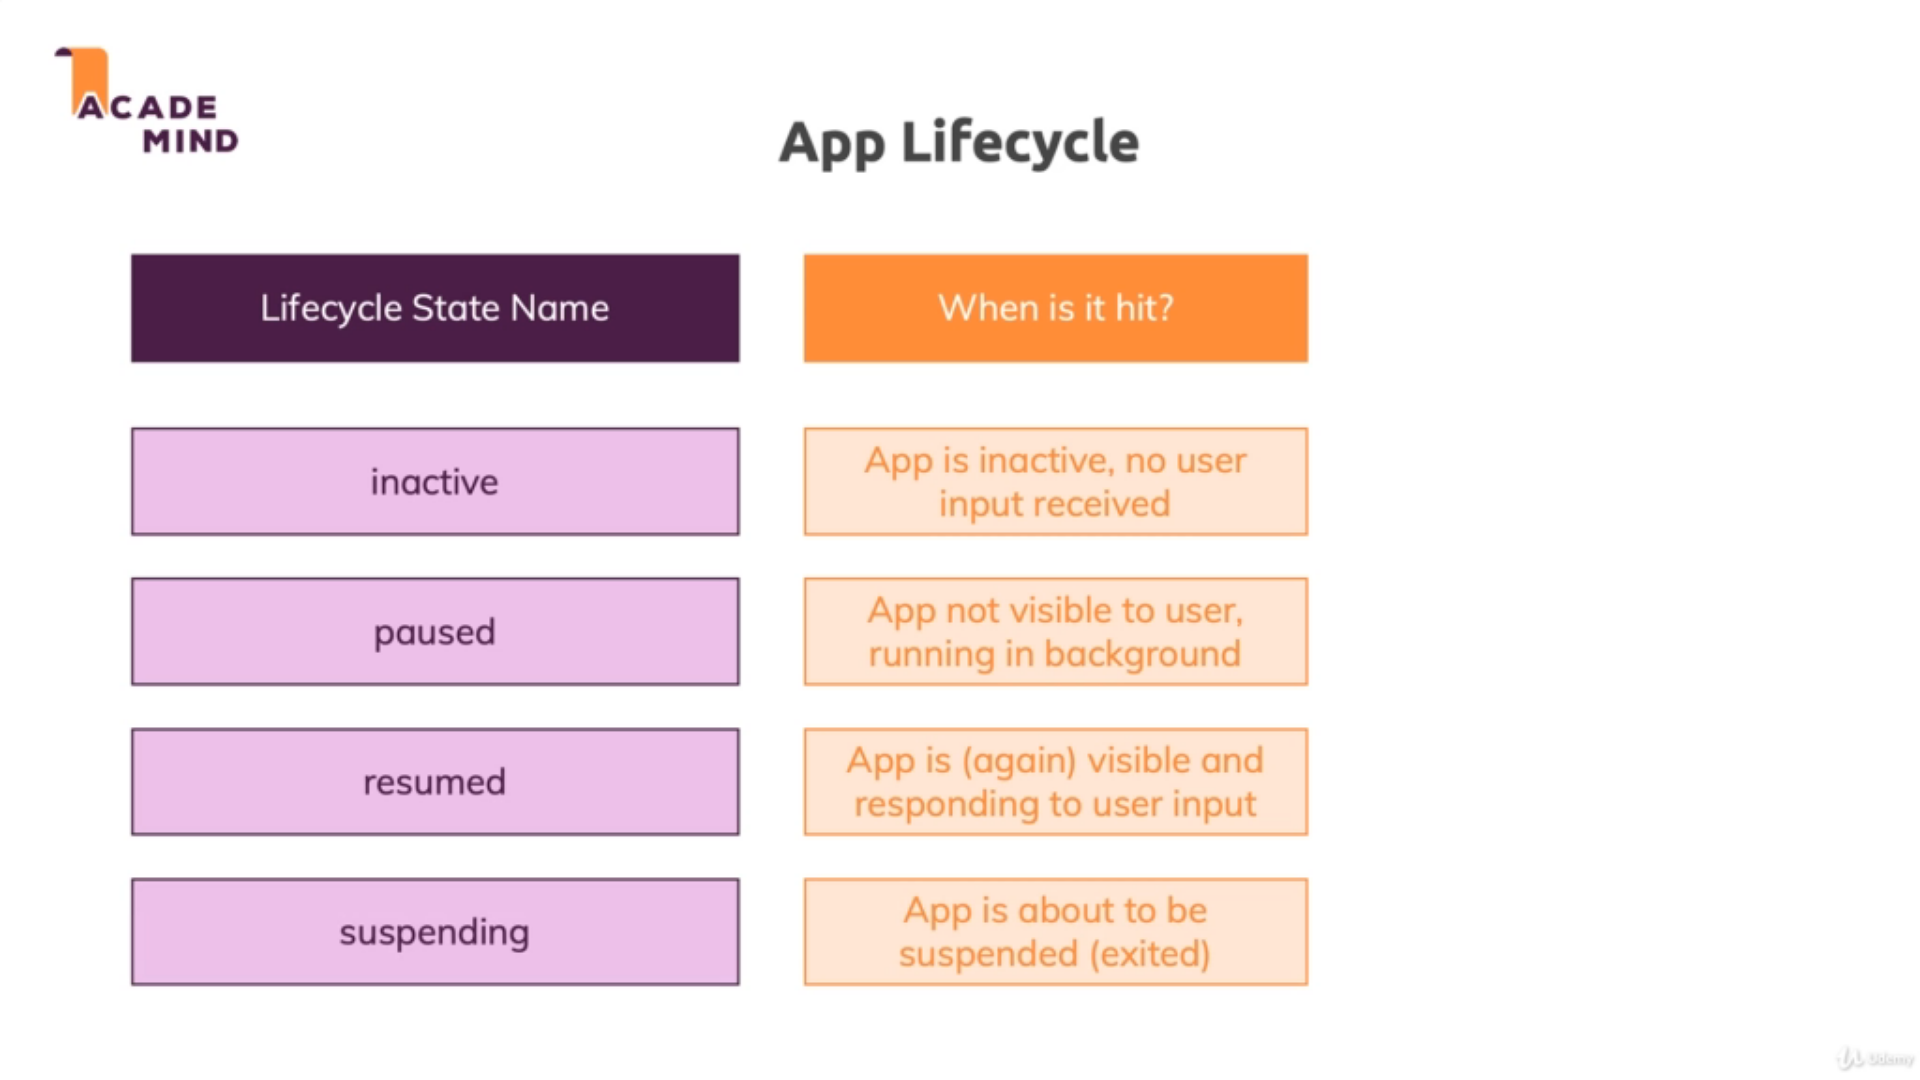 ACADE
MIND
App Lifecycle
Lifecycle State Name
When is it hit?
inactive
App is inactive, no user
input received
paused
App not visible to user,
running in background
resumed
App is (again) visible and
responding to user input
suspending
App is about to be
suspended (exited)
Udemy